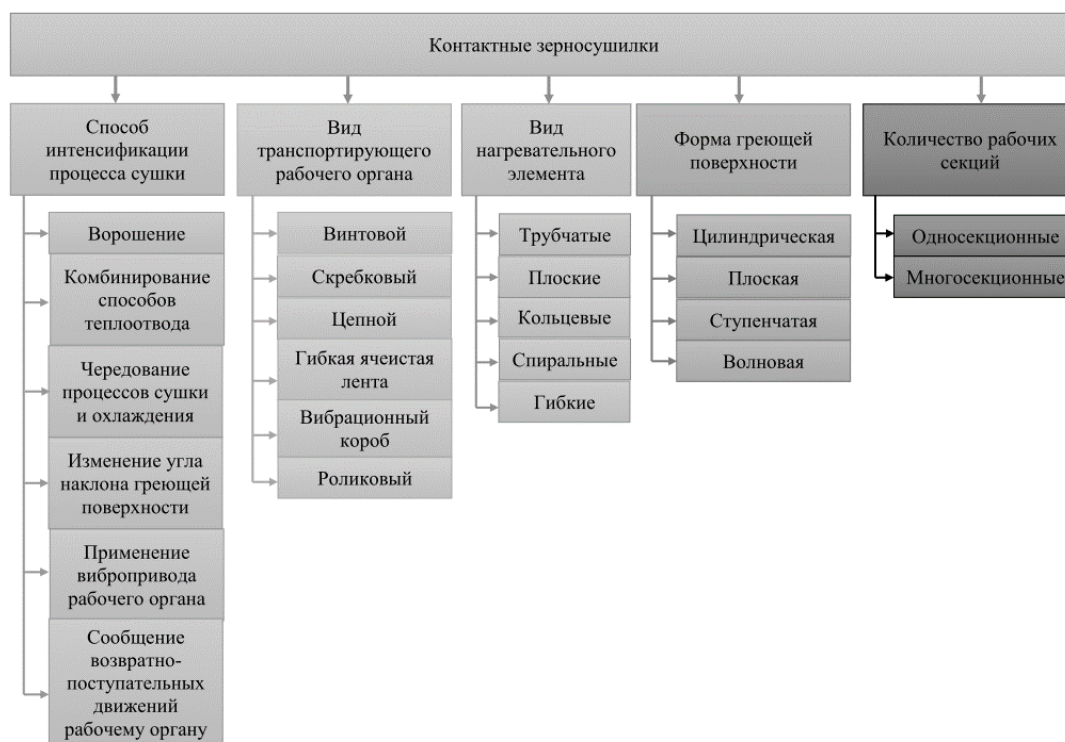 Контактные зерносушилки
Способ
интенсификации
процесса сушки
Ворошение
Комбинирование
способов
теплоотвода
Чередование
процессов сушки
и охлаждения
Изменение угла
наклона греющей
поверхности
Применение
вибропривода
рабочего органа
Сообщение
возвратно-
поступательных
движений
рабочему органу
Вид
транспортирующего
рабочего органа
Винтовой
Скребковый
Цепной
Гибкая ячеистая
лента
Вибрационный
короб
Роликовый
Вид
нагревательного
элемента
Трубчатые
Плоские
Кольцевые
Спиральные
Гибкие
Форма греющей
поверхности
Цилиндрическая
Плоская
Ступенчатая
Волновая
Количество рабочих
секций
Односекционные
Многосекционные